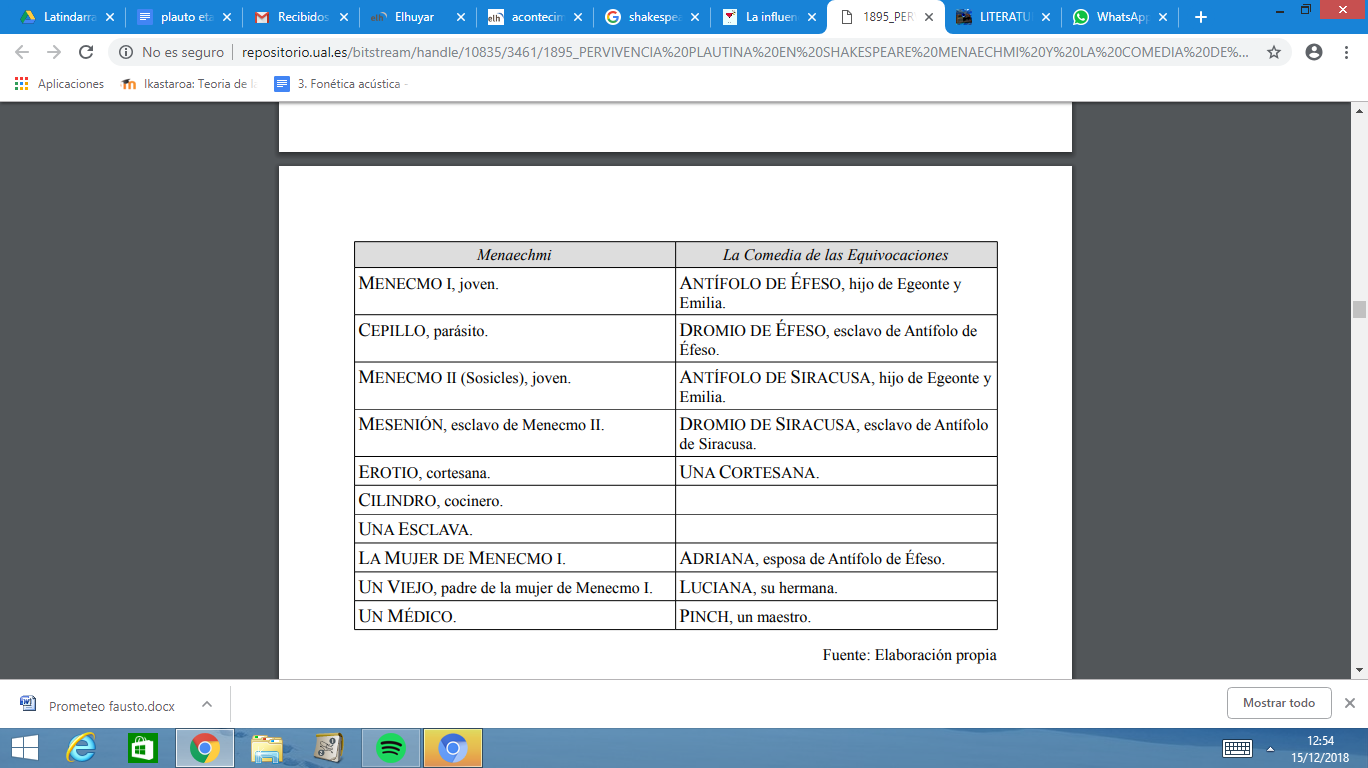 Latindarra
plauto eta
Recibidos
Elhuyar
acontecim
shakespea
La influen
1895_PERV
LITERATU
WhatsApp
No es seguro | repositorio.ual.es/bitstream/handle/10835/3461/1895_PERVIVENCIA%20PLAUTINA%20EN%20SHAKESPEARE%20MENAECHMI%20Y%20LA%20COMEDIA%20DE%...
Aplicaciones
Ikastaroa: Teoria de la
3. Fonética acústica -
Menaechmi
La Comedia de las Equivocaciones
MENECMO I, joven.
ANTÍFOLO DE ÉFESO, hijo de Egeonte y
Emilia.
CEPILLO, parásito.
DROMIO DE ÉFESO, esclavo de Antífolo de
Éfeso.
MENECMO II (Sosicles), joven.
ANTÍFOLO DE SIRACUSA, hijo de Egeonte y
Emilia.
MESENIÓN, esclavo de Menecmo II.
DROMIO DE SIRACUSA, esclavo de Antífolo
de Siracusa.
EROTIO, cortesana.
UNA CORTESANA.
CILINDRO, cocinero.
UNA ESCLAVA.
LA MUJER DE MENECMO I.
ADRIANA, esposa de Antífolo de Éfeso.
UN VIEJO, padre de la mujer de Menecmo I.
LUCIANA, su hermana.
UN MÉDICO.
PINCH, un maestro.
Fuente: Elaboración propia
Prometeo fausto.docx
Mostrar todo
12:54
15/12/2018